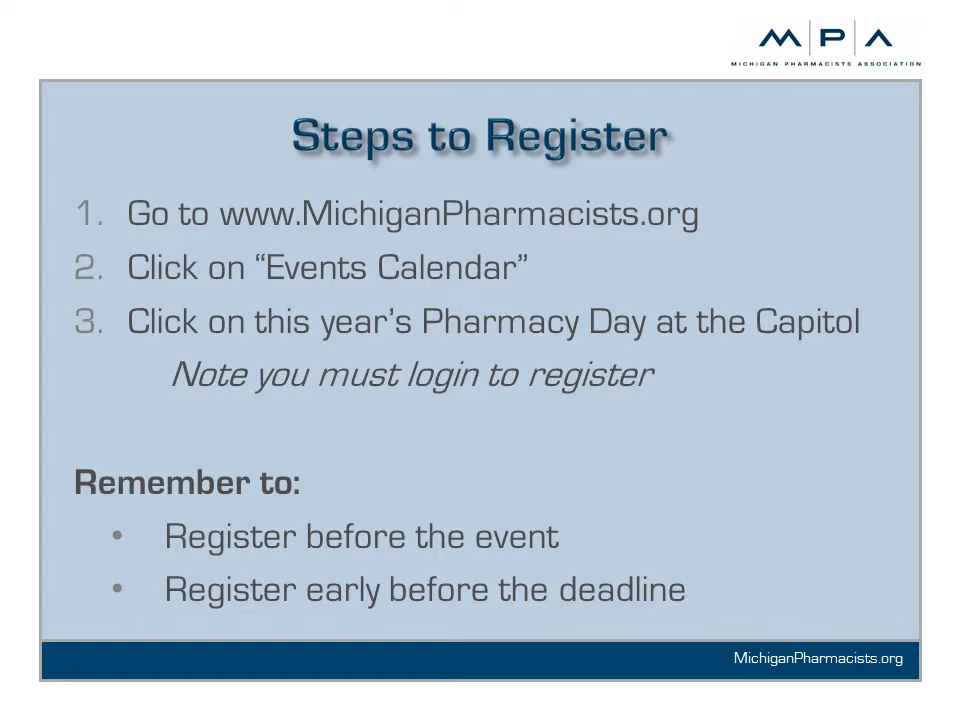 M P A
MICHIGAN PHARMACISTS ASSOCIATION
Steps to Register
1. Go to www.MichiganPharmacists.org
2. Click on “Events Calendar”
3. Click on this year’s Pharmacy Day at the Capitol
Note you must login to register
Remember to:
• Register before the event
• Register early before the deadline
MichiganPharmacists.org